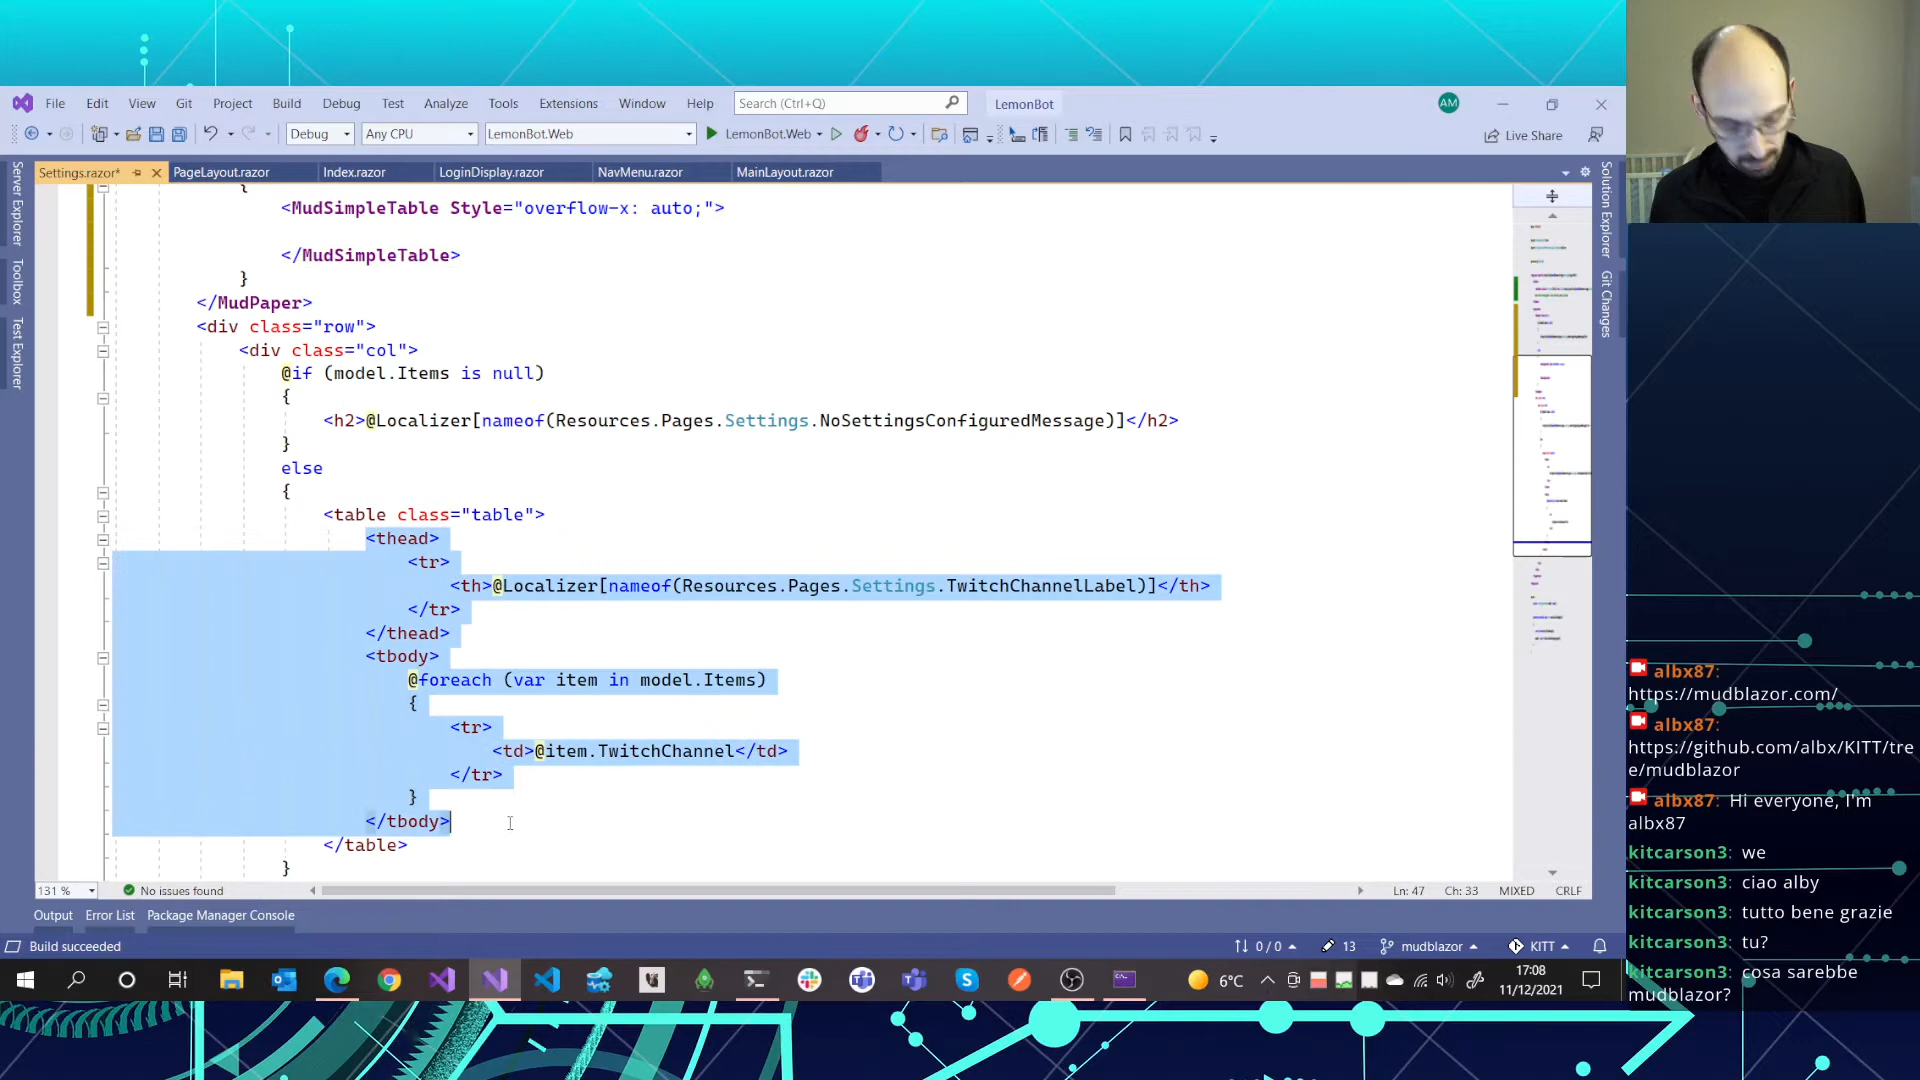 File Edit View Git Project Build Debug Test Analyze Tools Extensions Window Help Search (Ctrl+Q) LemonBot AM
Debug Any CPU LemonBot.Web LemonBot.Web Live Share
Settings.razor* PageLayout.razor Index.razor LoginDisplay.razor NavMenu.razor MainLayout.razor
Server Explorer
Toolbox
Test Explorer
Solution Explorer
Git Changes
{
<MudSimpleTable Style="overflow-x: auto;">
</MudSimpleTable>
}
</MudPaper>
<div class="row">
<div class="col">
@if (model.Items is null)
{
<h2>@Localizer[nameof(Resources.Pages.Settings.NoSettingsConfiguredMessage)]</h2>
}
else
{
<table class="table">
<thead>
<tr>
<th>@Localizer[nameof(Resources.Pages.Settings.TwitchChannelLabel)]</th>
</tr>
</thead>
<tbody>
@foreach (var item in model.Items)
{
<tr>
<td>@item.TwitchChannel</td>
</tr>
}
</tbody>
</table>
}
131 % No issues found Ln: 47 Ch: 33 MIXED CRLF
Output Error List Package Manager Console
Build succeeded 0 / 0 13 mudblazor KITT
6°C 17:08
11/12/2021
albx87:
https://mudblazor.com/
albx87:
https://github.com/albx/KITT/tre
e/mudblazor
albx87: Hi everyone, I'm
albx87
kitcarson3: we
kitcarson3: ciao alby
kitcarson3: tutto bene grazie
kitcarson3: tu?
kitcarson3: cosa sarebbe
mudblazor?